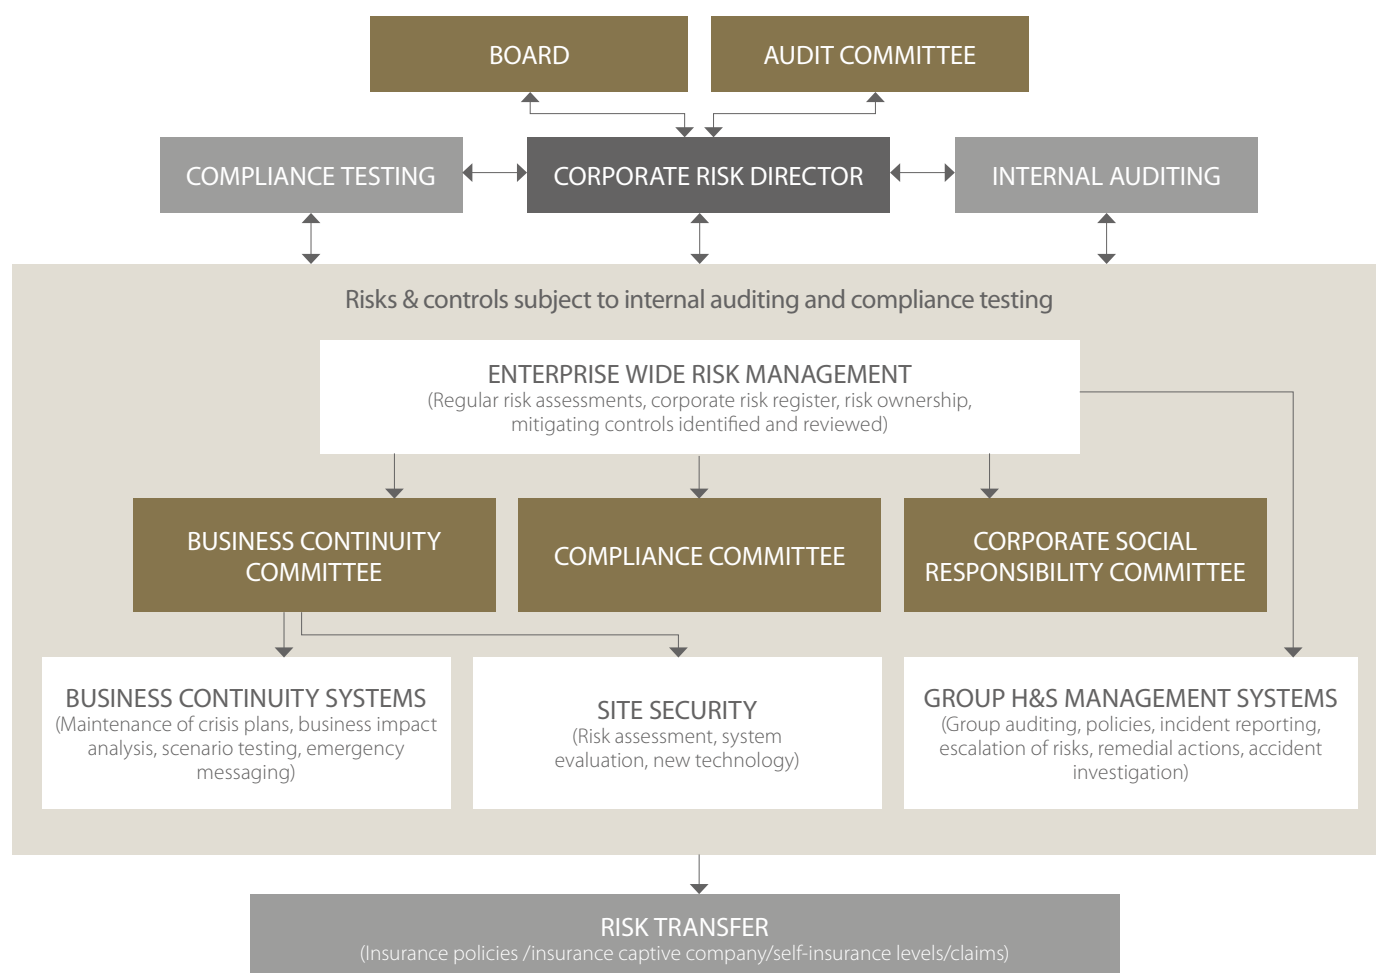 BOARD
AUDIT COMMITTEE
COMPLIANCE TESTING
CORPORATE RISK DIRECTOR
INTERNAL AUDITING
Risks & controls subject to internal auditing and compliance testing
ENTERPRISE WIDE RISK MANAGEMENT
(Regular risk assessments, corporate risk register, risk ownership,
mitigating controls identified and reviewed)
BUSINESS CONTINUITY
COMMITTEE
COMPLIANCE COMMITTEE
CORPORATE SOCIAL
RESPONSIBILITY COMMITTEE
BUSINESS CONTINUITY SYSTEMS
(Maintenance of crisis plans, business impact
analysis, scenario testing, emergency
messaging)
SITE SECURITY
(Risk assessment, system
evaluation, new technology)
GROUP H&S MANAGEMENT SYSTEMS
(Group auditing, policies, incident reporting,
escalation of risks, remedial actions, accident
investigation)
RISK TRANSFER
(Insurance policies /insurance captive company/self-insurance levels/claims)